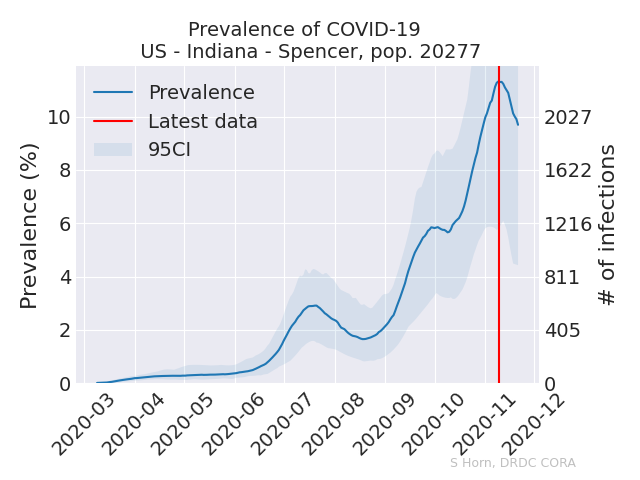 Prevalence of COVID-19
US - Indiana - Spencer, pop. 20277
Prevalence
Latest data
95CI
Prevalence (%)
10
8
6
4
2
0
# of infections
2027
1622
1216
811
405
0
2020-03
2020-04
2020-05
2020-06
2020-07
2020-08
2020-09
2020-10
2020-11
2020-12
S Horn, DRDC CORA